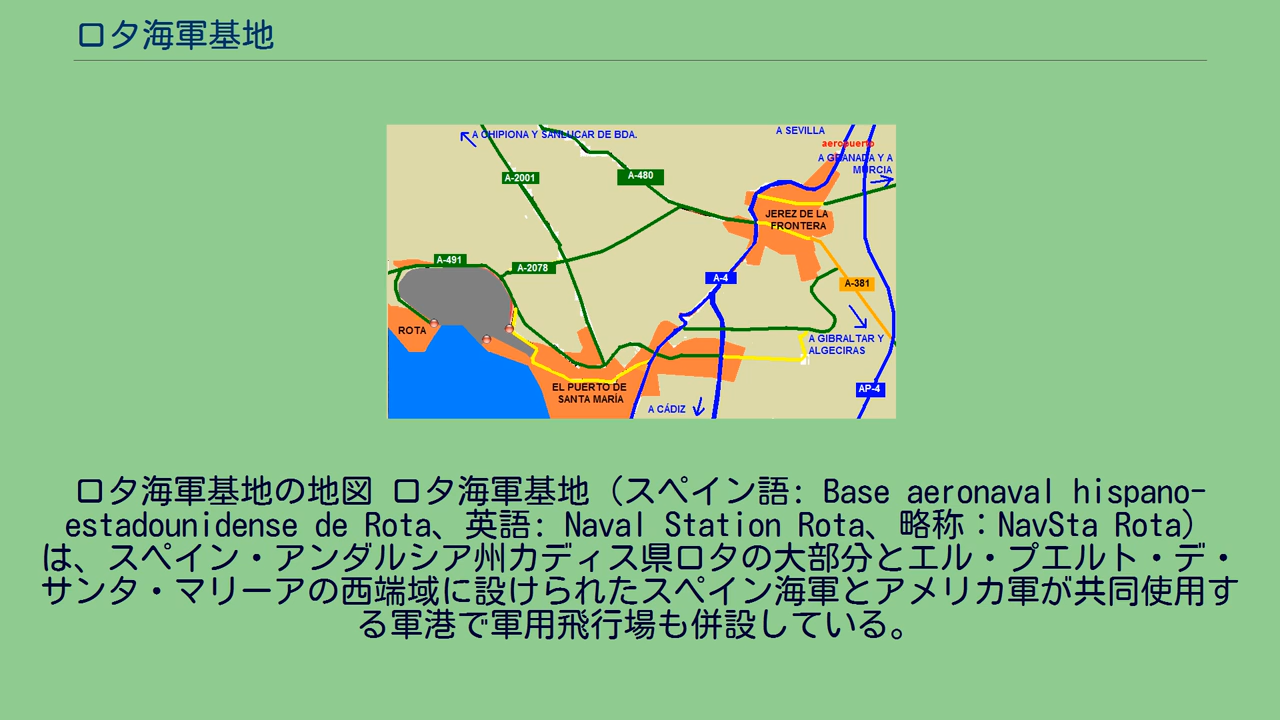 ロタ海軍基地
A CHIPIONA Y SANLUCAR DE BDA.
A SEVILLA
aeropuerto
A GRANADA Y A
MURCIA
A-2001
A-480
JEREZ DE LA
FRONTERA
A-491
A-2078
A-4
A-381
ROTA
A GIBRALTAR Y
ALGECIRAS
EL PUERTO DE
SANTA MARÍA
AP-4
A CÁDIZ
ロタ海軍基地の地図 ロタ海軍基地（スペイン語: Base aeronaval hispano-
estadounidense de Rota、英語: Naval Station Rota、略称：NavSta Rota）
は、スペイン・アンダルシア州カディス県ロタの大部分とエル・プエルト・デ・
サンタ・マリーアの西端域に設けられたスペイン海軍とアメリカ軍が共同使用す
る軍港で軍用飛行場も併設している。